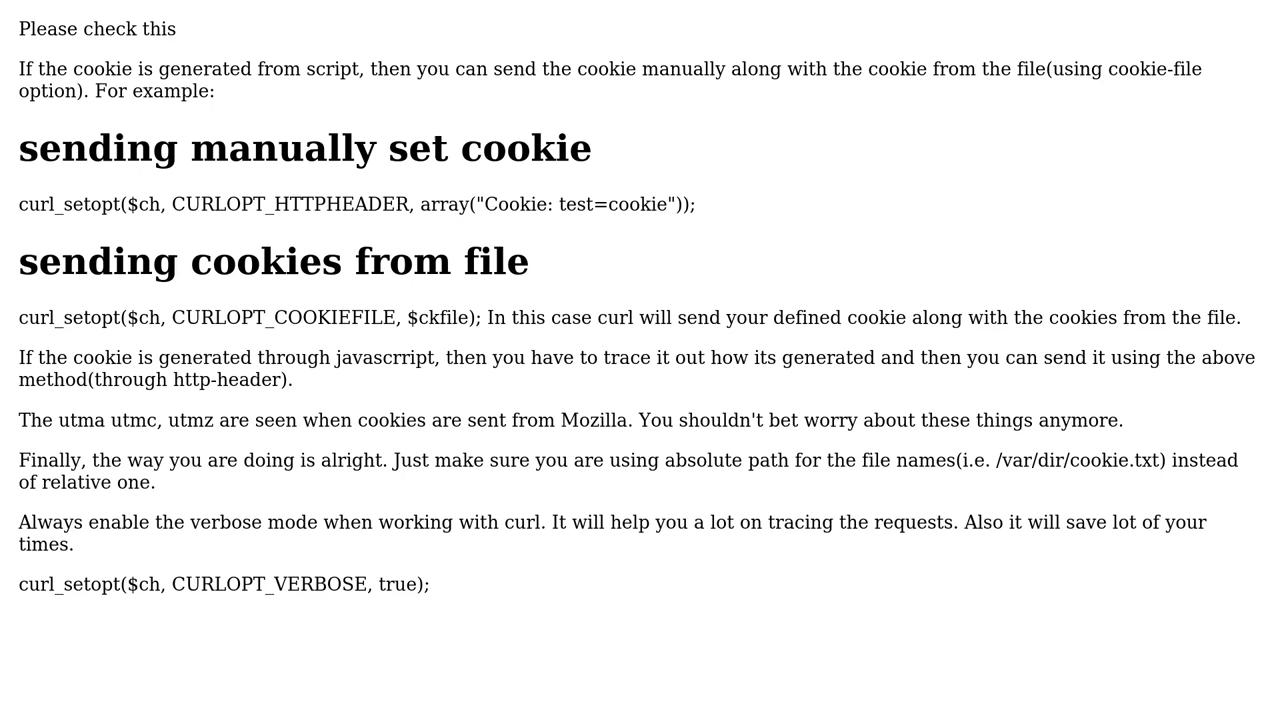 Please check this
If the cookie is generated from script, then you can send the cookie manually along with the cookie from the file(using cookie-file
option). For example:
sending manually set cookie
curl_setopt($ch, CURLOPT_HTTPHEADER, array("Cookie: test=cookie"));
sending cookies from file
curl_setopt($ch, CURLOPT_COOKIEFILE, $ckfile); In this case curl will send your defined cookie along with the cookies from the file.
If the cookie is generated through javascrript, then you have to trace it out how its generated and then you can send it using the above
method(through http-header).
The utma utmc, utmz are seen when cookies are sent from Mozilla. You shouldn't bet worry about these things anymore.
Finally, the way you are doing is alright. Just make sure you are using absolute path for the file names(i.e. /var/dir/cookie.txt) instead
of relative one.
Always enable the verbose mode when working with curl. It will help you a lot on tracing the requests. Also it will save lot of your
times.
curl_setopt($ch, CURLOPT_VERBOSE, true);